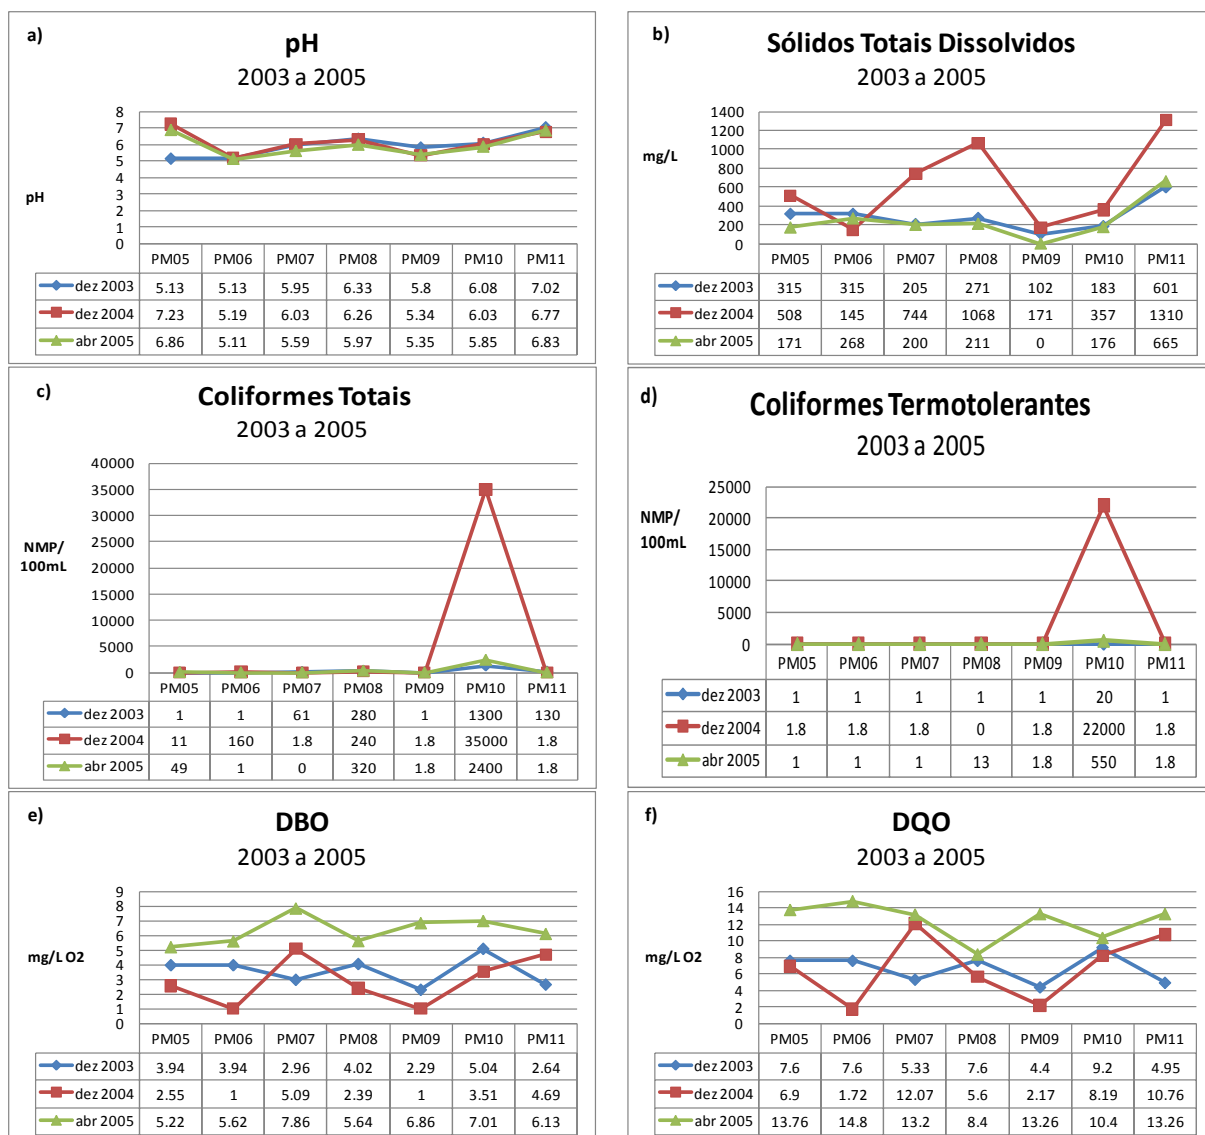 a)
pH
2003 a 2005
8
7
6
5
4
3
2
1
0
pH
PM05 PM06 PM07 PM08 PM09 PM10 PM11
dez 2003 5.13 5.13 5.95 6.33 5.8 6.08 7.02
dez 2004 7.23 5.19 6.03 6.26 5.34 6.03 6.77
abr 2005 6.86 5.11 5.59 5.97 5.35 5.85 6.83
b)
Sólidos Totais Dissolvidos
2003 a 2005
1400
1200
1000
800
600
400
200
0
mg/L
PM05 PM06 PM07 PM08 PM09 PM10 PM11
dez 2003 315 315 205 271 102 183 601
dez 2004 508 145 744 1068 171 357 1310
abr 2005 171 268 200 211 0 176 665
c)
Coliformes Totais
2003 a 2005
40000
35000
30000
25000
20000
15000
10000
5000
0
NMP/
100mL
PM05 PM06 PM07 PM08 PM09 PM10 PM11
dez 2003 1 1 61 280 1 1300 130
dez 2004 11 160 1.8 240 1.8 35000 1.8
abr 2005 49 1 0 320 1.8 2400 1.8
d)
Coliformes Termotolerantes
2003 a 2005
25000
20000
15000
10000
5000
0
NMP/
100mL
PM05 PM06 PM07 PM08 PM09 PM10 PM11
dez 2003 1 1 1 1 1 20 1
dez 2004 1.8 1.8 1.8 0 1.8 22000 1.8
abr 2005 1 1 1 13 1.8 550 1.8
e)
DBO
2003 a 2005
9
8
7
6
5
4
3
2
1
0
mg/L O2
PM05 PM06 PM07 PM08 PM09 PM10 PM11
dez 2003 3.94 3.94 2.96 4.02 2.29 5.04 2.64
dez 2004 2.55 1 5.09 2.39 1 3.51 4.69
abr 2005 5.22 5.62 7.86 5.64 6.86 7.01 6.13
f)
DQO
2003 a 2005
16
14
12
10
8
6
4
2
0
mg/L O2
PM05 PM06 PM07 PM08 PM09 PM10 PM11
dez 2003 7.6 7.6 5.33 7.6 4.4 9.2 4.95
dez 2004 6.9 1.72 12.07 5.6 2.17 8.19 10.76
abr 2005 13.76 14.8 13.2 8.4 13.26 10.4 13.26